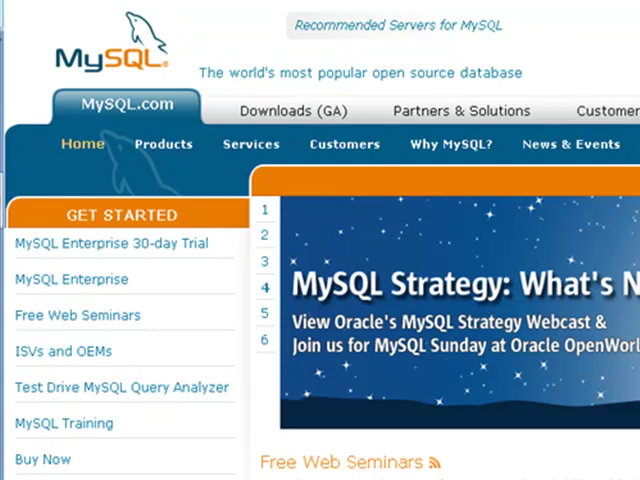 Recommended Servers for MySQL
MySQL®
The world's most popular open source database
MySQL.com Downloads (GA) Partners & Solutions Customer
Home Products Services Customers Why MySQL? News & Events
GET STARTED
MySQL Enterprise 30-day Trial
MySQL Enterprise
Free Web Seminars
ISVs and OEMs
Test Drive MySQL Query Analyzer
MySQL Training
Buy Now
1
2
3
4
5
6
MySQL Strategy: What's N
View Oracle's MySQL Strategy Webcast &
Join us for MySQL Sunday at Oracle OpenWorl
Free Web Seminars